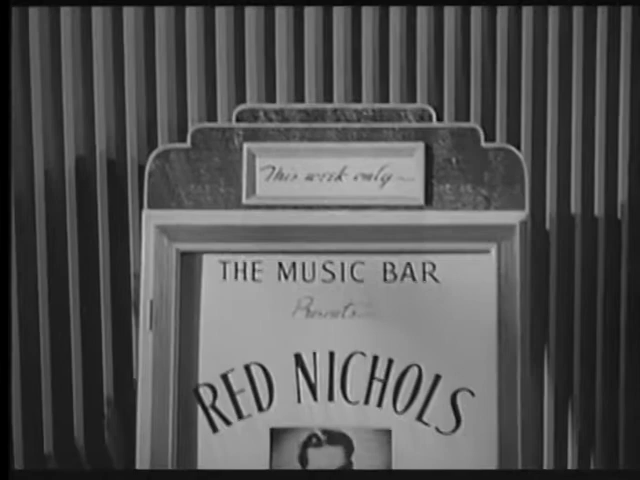 This week only
THE MUSIC BAR
Presents
RED NICHOLS